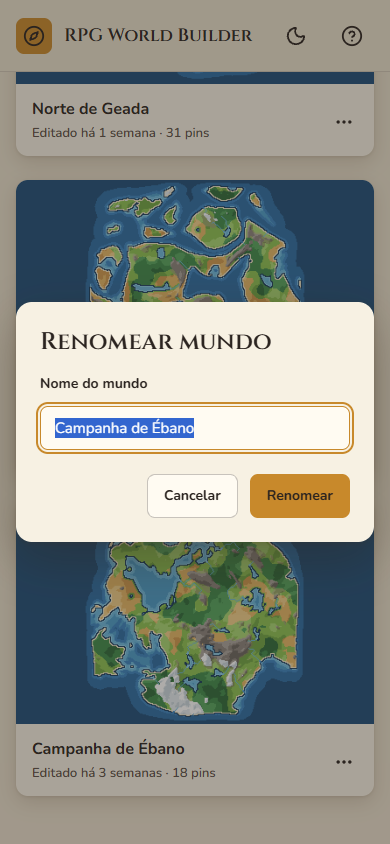 RPG World Builder
Norte de Geada
Editado há 1 semana · 31 pins
Renomear mundo
Nome do mundo
Campanha de Ébano
Cancelar
Renomear
Campanha de Ébano
Editado há 3 semanas · 18 pins